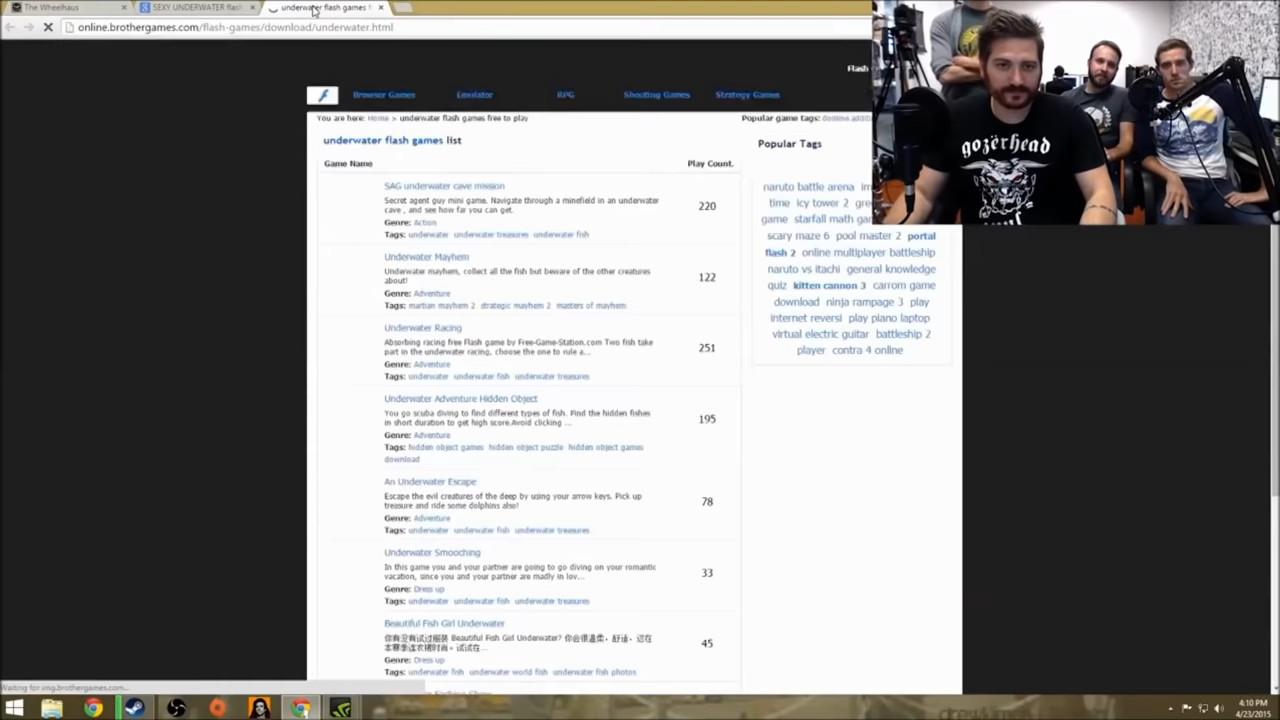 The Wheelhaus
SEXY UNDERWATER flash
underwater flash games f
online.brothergames.com/flash-games/download/underwater.html
Flash
Browser Games Emulator RPG Shooting Games Strategy Games
You are here: Home > underwater flash games free to play
Popular game tags:
underwater flash games list
Game Name Play Count.
SAG underwater cave mission
Secret agent guy mini game. Navigate through a minefield in an underwater
cave , and see how far you can get.
220
Genre: Action
Tags: underwater underwater treasures underwater fish
Underwater Mayhem
Underwater mayhem, collect all the fish but beware of the other creatures
about!
122
Genre: Adventure
Tags: martian mayhem 2 strategic mayhem 2 masters of mayhem
Underwater Racing
Absorbing racing free Flash game by Free-Game-Station.com Two fish take
part in the underwater racing, choose the one to rule a...
251
Genre: Adventure
Tags: underwater underwater fish underwater treasures
Underwater Adventure Hidden Object
You go scuba diving to find different types of fish. Find the hidden fishes
in short duration to get high score.Avoid clicking ...
195
Genre: Adventure
Tags: hidden object games hidden object puzzle hidden object games
download
An Underwater Escape
Escape the evil creatures of the deep by using your arrow keys. Pick up
treasure and ride some dolphins also!
78
Genre: Adventure
Tags: underwater underwater fish underwater treasures
Underwater Smooching
In this game you and your partner are going to go diving on your romantic
vacation, since you and your partner are madly in lov...
33
Genre: Dress up
Tags: underwater underwater fish underwater treasures
Beautiful Fish Girl Underwater
Beautiful Fish Girl Underwater?
45
Genre: Dress up
Tags: underwater fish underwater world fish underwater fish photos
Popular Tags
naruto battle arena
time icy tower 2
game starfall math
scary maze 6 pool master 2 portal
flash 2 online multiplayer battleship
naruto vs itachi general knowledge
quiz kitten cannon 3 carrom game
download ninja rampage 3 play
internet reversi play piano laptop
virtual electric guitar battleship 2
player contra 4 online
gozërhead
Waiting for img.brothergames.com...
4:10 PM
4/23/2015